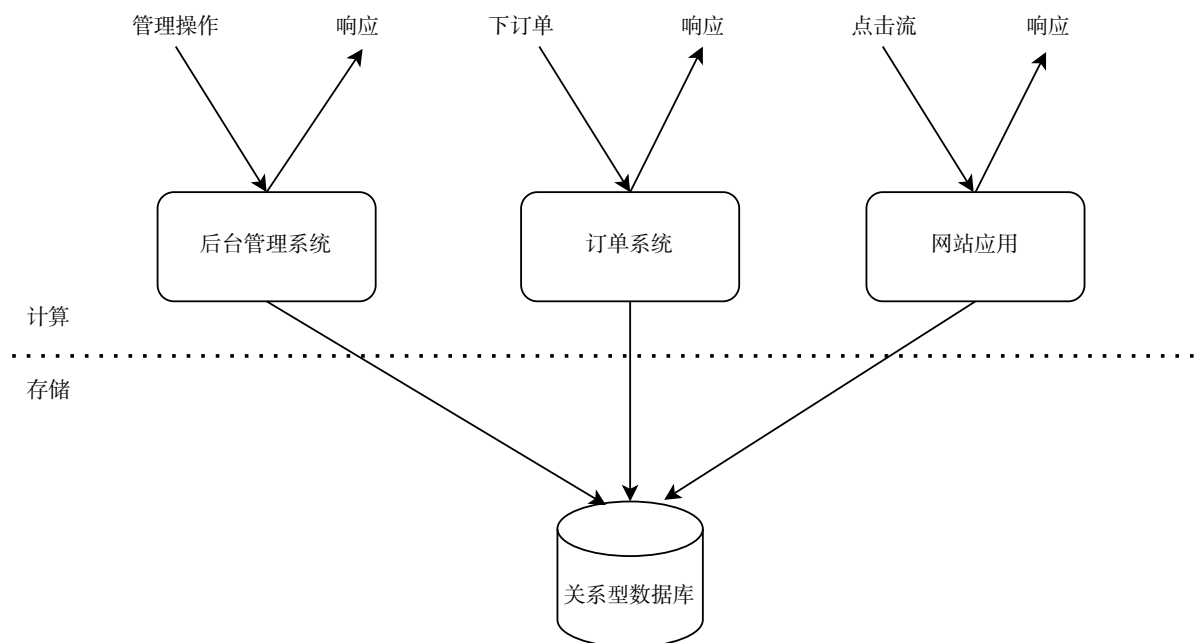 管理操作
响应
下订单
响应
点击流
响应
后台管理系统
订单系统
网站应用
计算
存储
关系型数据库